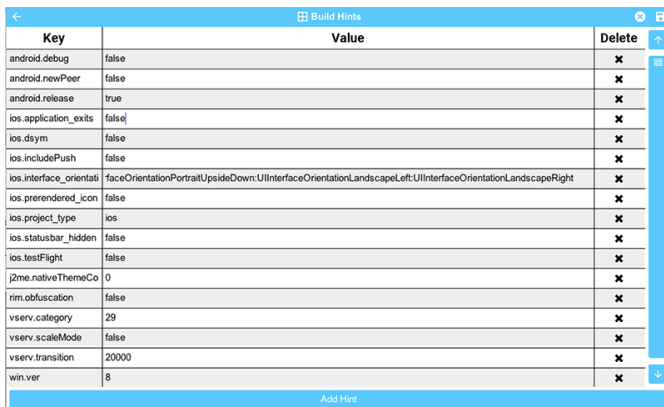 Build Hints
Key Value Delete
android.debug false
android.newPeer false
android.release true
ios.application_exits false
ios.dsym false
ios.includePush false
ios.interface_orientati faceOrientationPortraitUpsideDown:UIInterfaceOrientationLandscapeLeft:UIInterfaceOrientationLandscapeRight
ios.prerendered_icon false
ios.project_type ios
ios.statusbar_hidden false
ios.testFlight false
j2me.nativeThemeCo 0
rim.obfuscation false
vserv.category 29
vserv.scaleMode false
vserv.transition 20000
win.ver 8
Add Hint